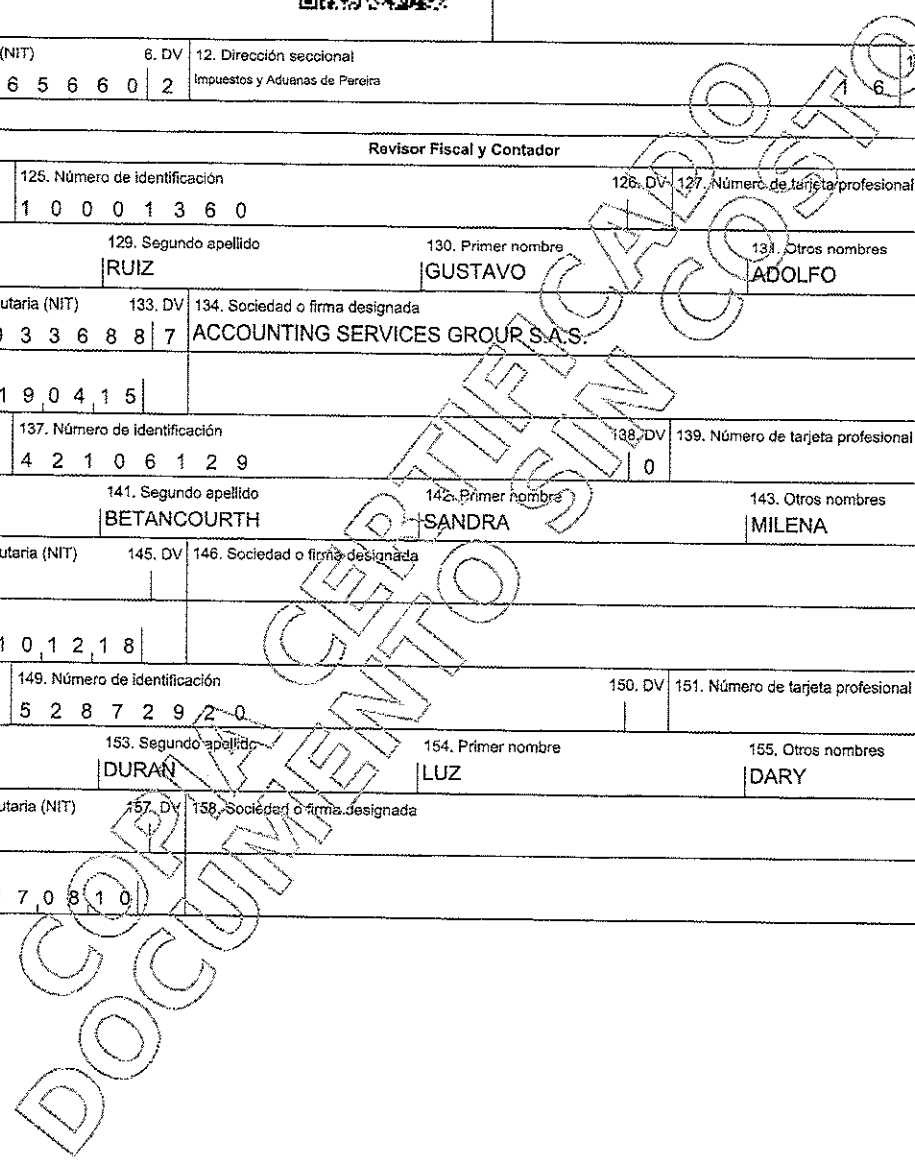 (NIT) 6. DV 12. Dirección seccional
6 5 6 6 0 2 Impuestos y Aduanas de Pereira 1 6
Revisor Fiscal y Contador
125. Número de identificación 126. DV 127. Número de tarjeta profesional
1 0 0 0 1 3 6 0
129. Segundo apellido 130. Primer nombre 131. Otros nombres
RUIZ GUSTAVO ADOLFO
utaria (NIT) 133. DV 134. Sociedad o firma designada
3 3 6 8 8 7 ACCOUNTING SERVICES GROUP S.A.S.
1 9 0 4 1 5
137. Número de identificación 138. DV 139. Número de tarjeta profesional
4 2 1 0 6 1 2 9 0
141. Segundo apellido 142. Primer nombre 143. Otros nombres
BETANCOURTH SANDRA MILENA
utaria (NIT) 145. DV 146. Sociedad o firma designada
1 0 1 2 1 8
149. Número de identificación 150. DV 151. Número de tarjeta profesional
5 2 8 7 2 9 2 0
153. Segundo apellido 154. Primer nombre 155. Otros nombres
DURAN LUZ DARY
utaria (NIT) 157. DV 158. Sociedad o firma designada
7 0 8 1 0
COPIA CERTIFICADO
DOCUMENTO SIN COSTO